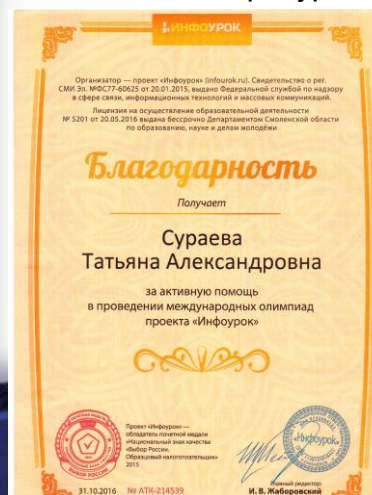 ИНФОУРОК
Организатор — проект «Инфоурок» (infourok.ru). Свидетельство о рег.
СМИ Эл. №ФС77-60625 от 20.01.2015, выдано Федеральной службой по надзору
в сфере связи, информационных технологий и массовых коммуникаций.
Лицензия на осуществление образовательной деятельности
№ 5201 от 20.05.2016 выдана бессрочно Департаментом Смоленской области
по образованию, науке и делам молодёжи
Благодарность
Получает
Сураева
Татьяна Александровна
за активную помощь
в проведении международных олимпиад
проекта «Инфоурок»
Проект «Инфоурок» —
обладатель почетной медали
«Национальный знак качества
«Выбор России.
Образцовый налогоплательщик»
2015
ВЫБОР РОССИИ
«Инфоурок»
31.10.2016 № АТК-214539
Главный редактор
И. В. Жаборовский